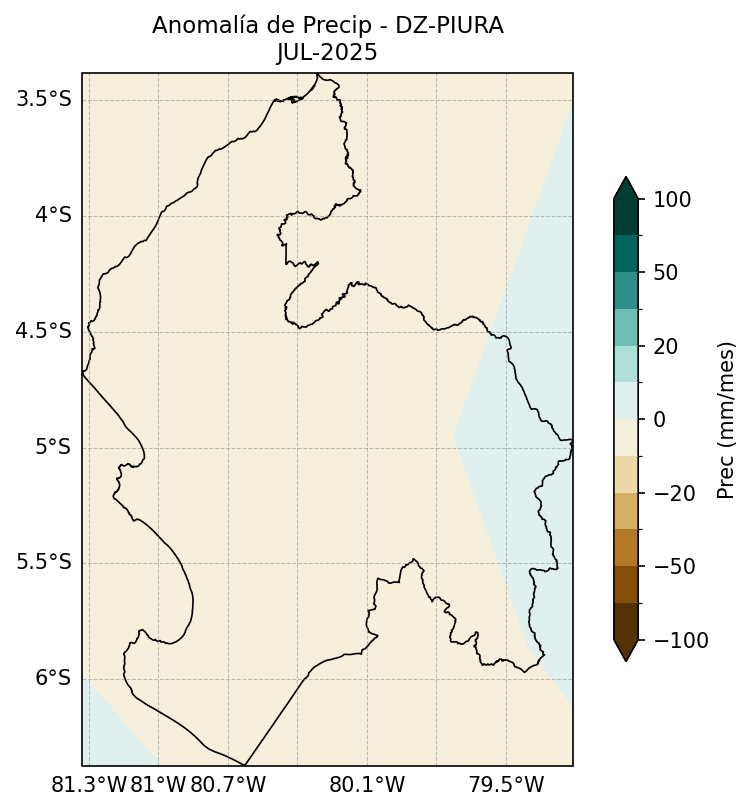 Anomalía de Precip - DZ-PIURA
JUL-2025
3.5°S
4°S
4.5°S
5°S
5.5°S
6°S
81.3°W 81°W 80.7°W 80.1°W 79.5°W
100
50
20
0
−20
−50
−100
Prec (mm/mes)